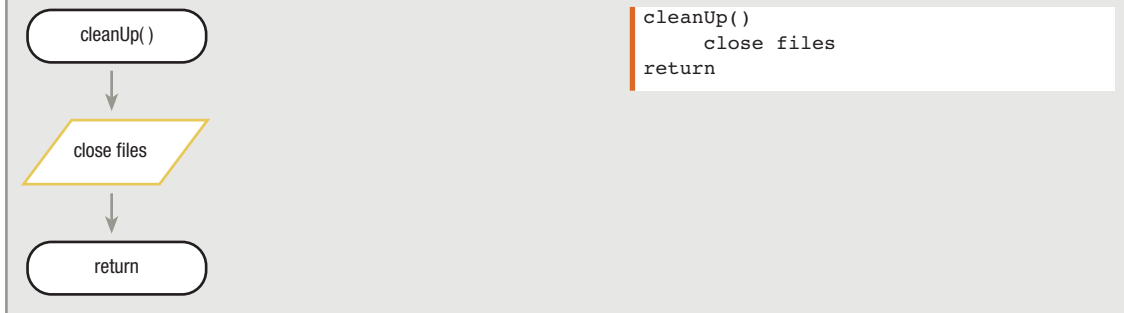 cleanUp( )
close files
return
cleanUp()
close files
return